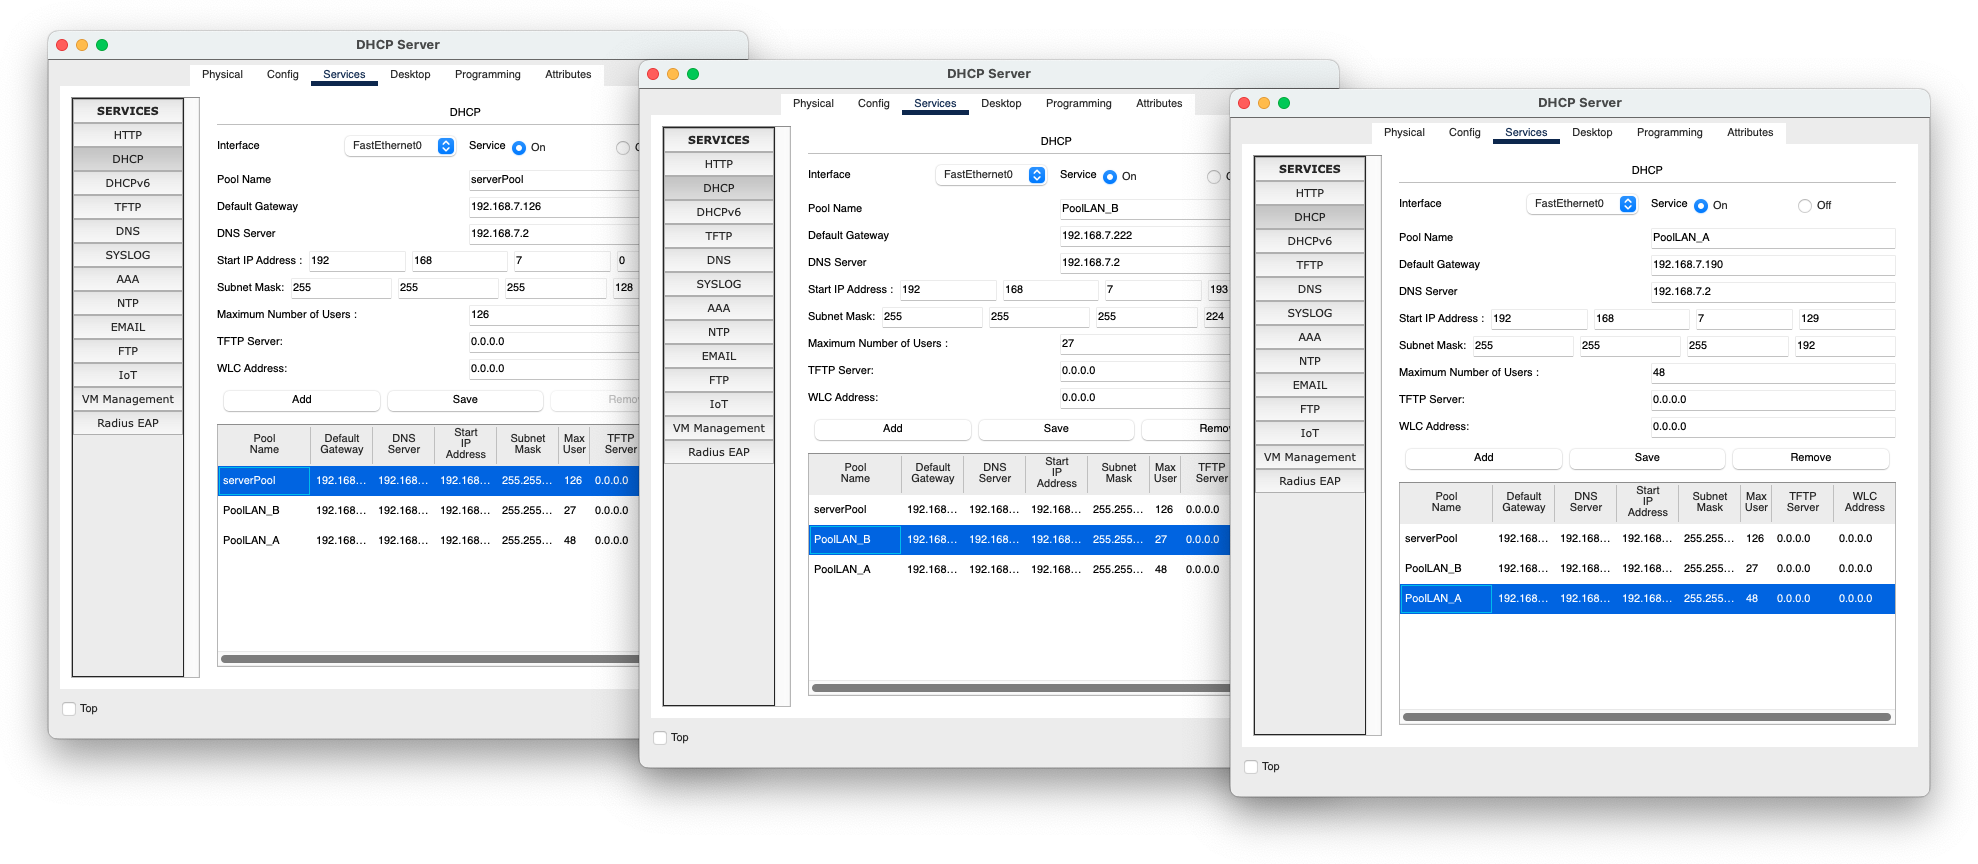 DHCP Server
Physical Config Services Desktop Programming Attributes
SERVICES
HTTP
DHCP
DHCPv6
TFTP
DNS
SYSLOG
AAA
NTP
EMAIL
FTP
IoT
VM Management
Radius EAP
DHCP
Interface FastEthernet0 Service On
Pool Name serverPool
Default Gateway 192.168.7.126
DNS Server 192.168.7.2
Start IP Address : 192 168 7 0
Subnet Mask: 255 255 255 128
Maximum Number of Users : 126
TFTP Server: 0.0.0.0
WLC Address: 0.0.0.0
Add Save Remo
Pool Name Default Gateway DNS Server Start IP Address Subnet Mask Max User TFTP Server
serverPool 192.168... 192.168... 192.168... 255.255... 126 0.0.0.0
PoolLAN_B 192.168... 192.168... 192.168... 255.255... 27 0.0.0.0
PoolLAN_A 192.168... 192.168... 192.168... 255.255... 48 0.0.0.0
Top
DHCP Server
Physical Config Services Desktop Programming Attributes
SERVICES
HTTP
DHCP
DHCPv6
TFTP
DNS
SYSLOG
AAA
NTP
EMAIL
FTP
IoT
VM Management
Radius EAP
DHCP
Interface FastEthernet0 Service On
Pool Name PoolLAN_B
Default Gateway 192.168.7.222
DNS Server 192.168.7.2
Start IP Address : 192 168 7 193
Subnet Mask: 255 255 255 224
Maximum Number of Users : 27
TFTP Server: 0.0.0.0
WLC Address: 0.0.0.0
Add Save Remov
Pool Name Default Gateway DNS Server Start IP Address Subnet Mask Max User TFTP Server
serverPool 192.168... 192.168... 192.168... 255.255... 126 0.0.0.0
PoolLAN_B 192.168... 192.168... 192.168... 255.255... 27 0.0.0.0
PoolLAN_A 192.168... 192.168... 192.168... 255.255... 48 0.0.0.0
Top
DHCP Server
Physical Config Services Desktop Programming Attributes
SERVICES
HTTP
DHCP
DHCPv6
TFTP
DNS
SYSLOG
AAA
NTP
EMAIL
FTP
IoT
VM Management
Radius EAP
DHCP
Interface FastEthernet0 Service On Off
Pool Name PoolLAN_A
Default Gateway 192.168.7.190
DNS Server 192.168.7.2
Start IP Address : 192 168 7 129
Subnet Mask: 255 255 255 192
Maximum Number of Users : 48
TFTP Server: 0.0.0.0
WLC Address: 0.0.0.0
Add Save Remove
Pool Name Default Gateway DNS Server Start IP Address Subnet Mask Max User TFTP Server WLC Address
serverPool 192.168... 192.168... 192.168... 255.255... 126 0.0.0.0 0.0.0.0
PoolLAN_B 192.168... 192.168... 192.168... 255.255... 27 0.0.0.0 0.0.0.0
PoolLAN_A 192.168... 192.168... 192.168... 255.255... 48 0.0.0.0 0.0.0.0
Top